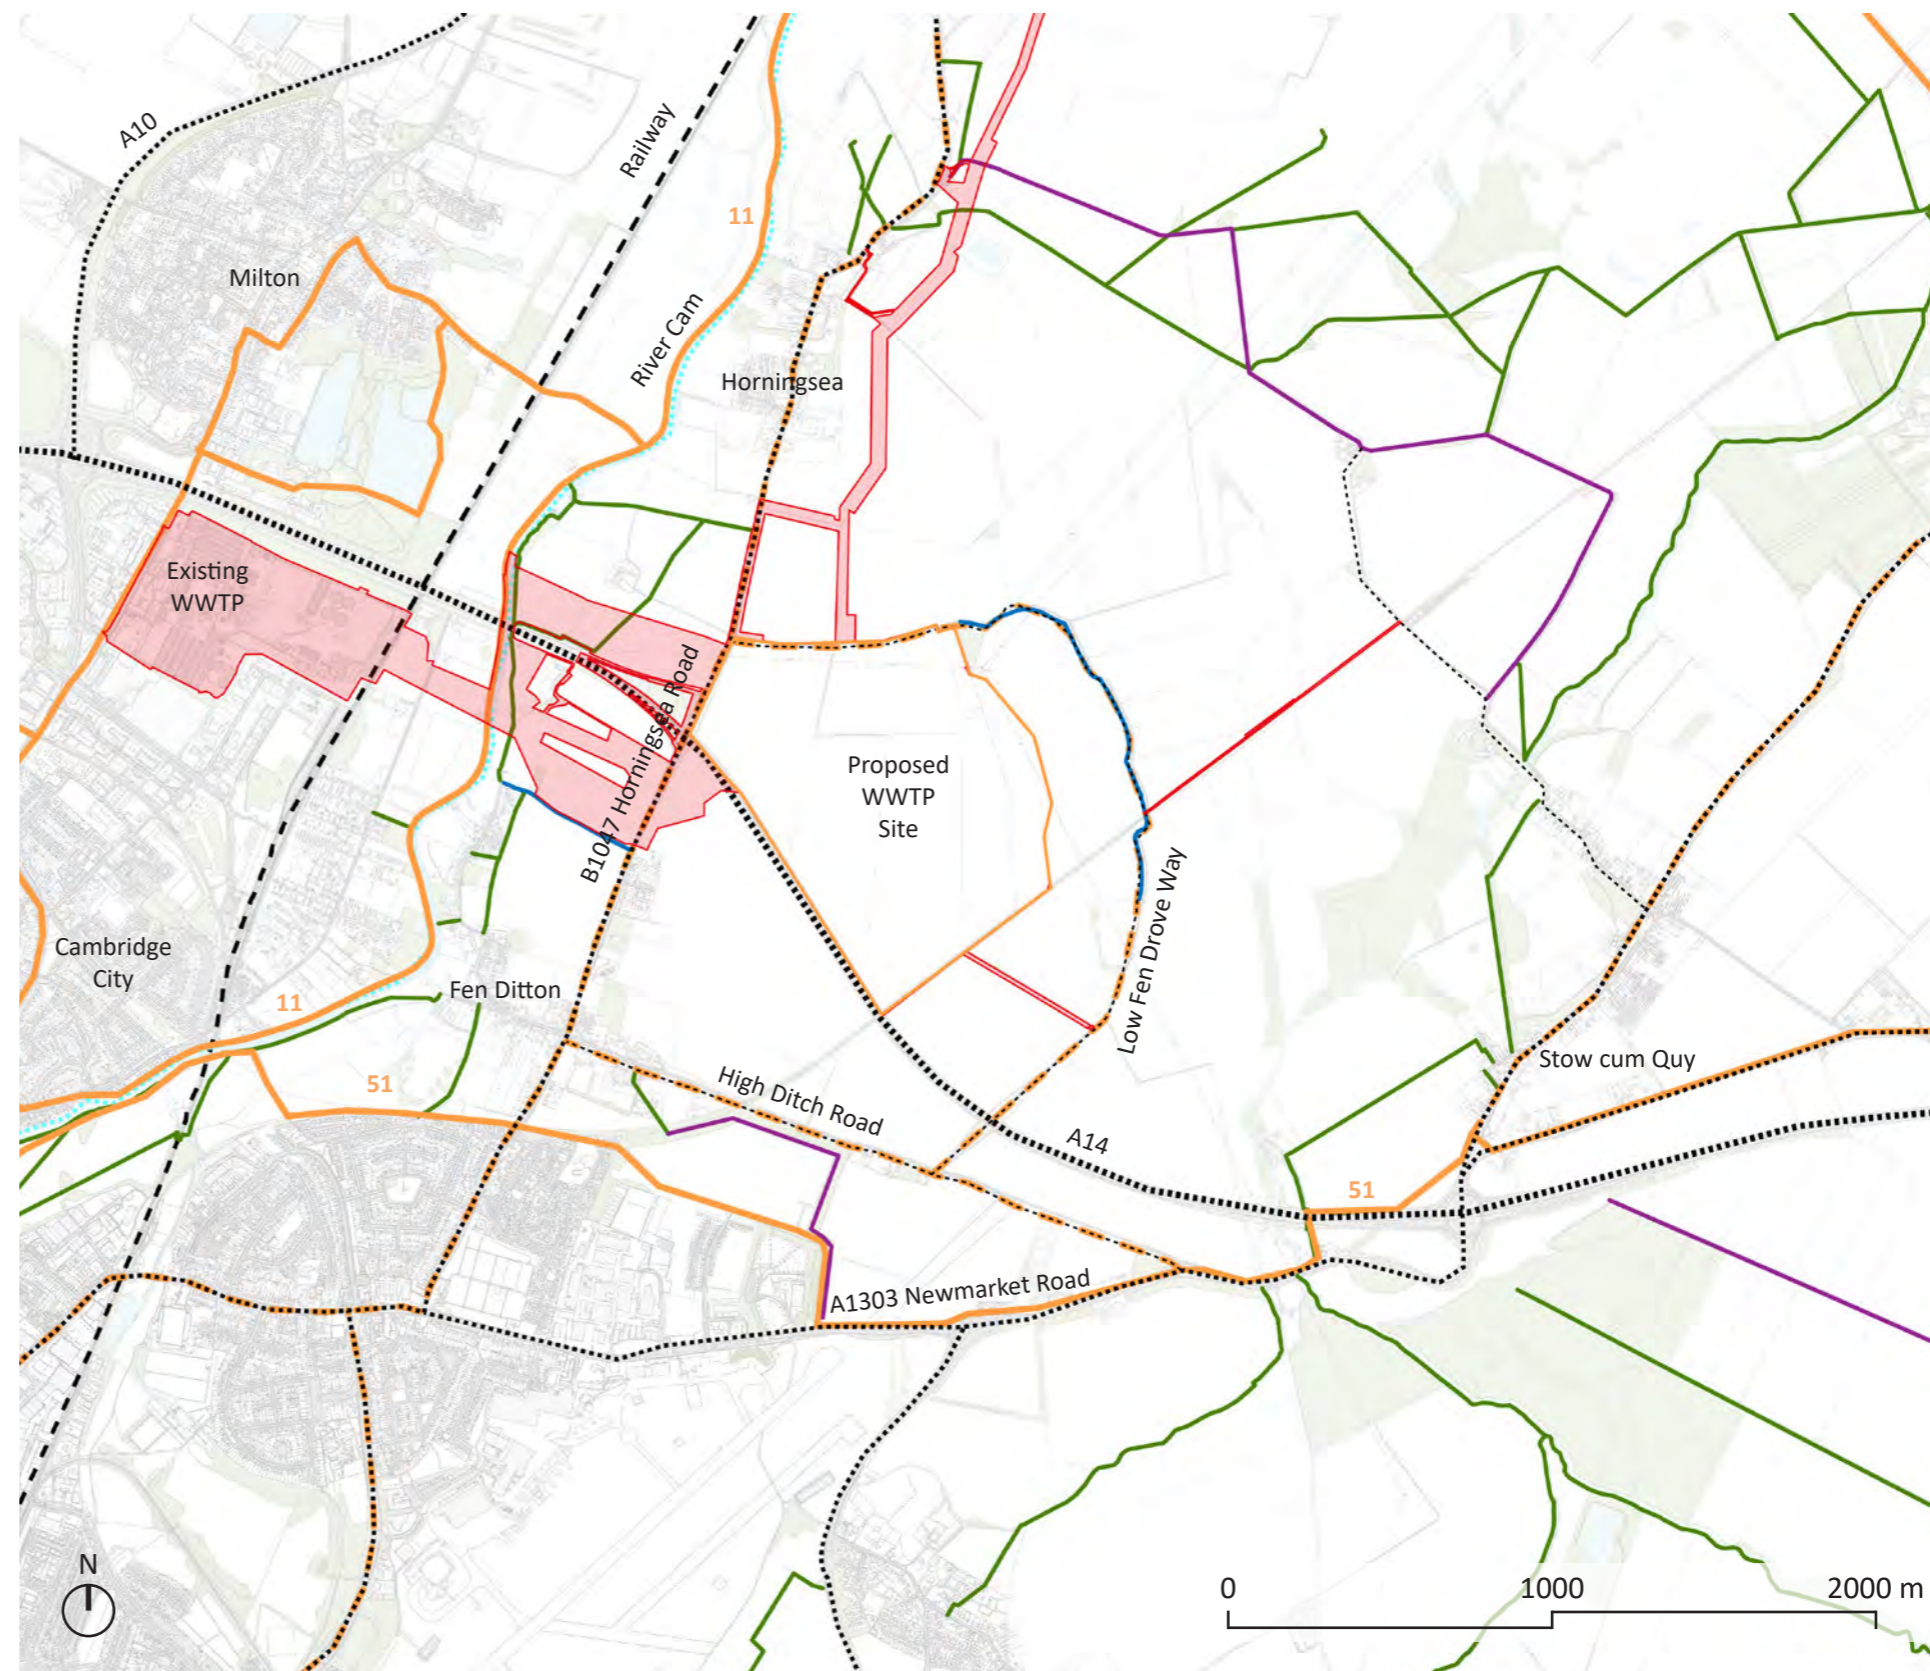 A10
Railway
11
Milton
River Cam
Horningsea
Existing
WWTP
B1047 Horningsea Road
Proposed
WWTP
Site
Low Fen Drove Way
Cambridge
City
11
Fen Ditton
51
High Ditch Road
A14
Stow cum Quy
51
A1303 Newmarket Road
N
0 1000 2000 m